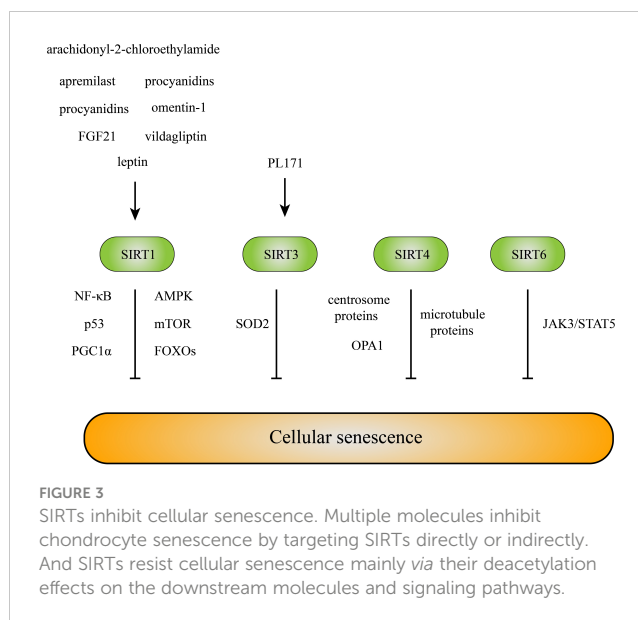 arachidonyl-2-chloroethylamide
apremilast procyanidins
procyanidins omentin-1
FGF21 vildagliptin
leptin PL171
SIRT1 SIRT3 SIRT4 SIRT6
NF-κB AMPK
p53 mTOR
PGC1α FOXOs
SOD2
centrosome
proteins
OPA1
microtubule
proteins
JAK3/STAT5
Cellular senescence
FIGURE 3
SIRTs inhibit cellular senescence. Multiple molecules inhibit
chondrocyte senescence by targeting SIRTs directly or indirectly.
And SIRTs resist cellular senescence mainly via their deacetylation
effects on the downstream molecules and signaling pathways.